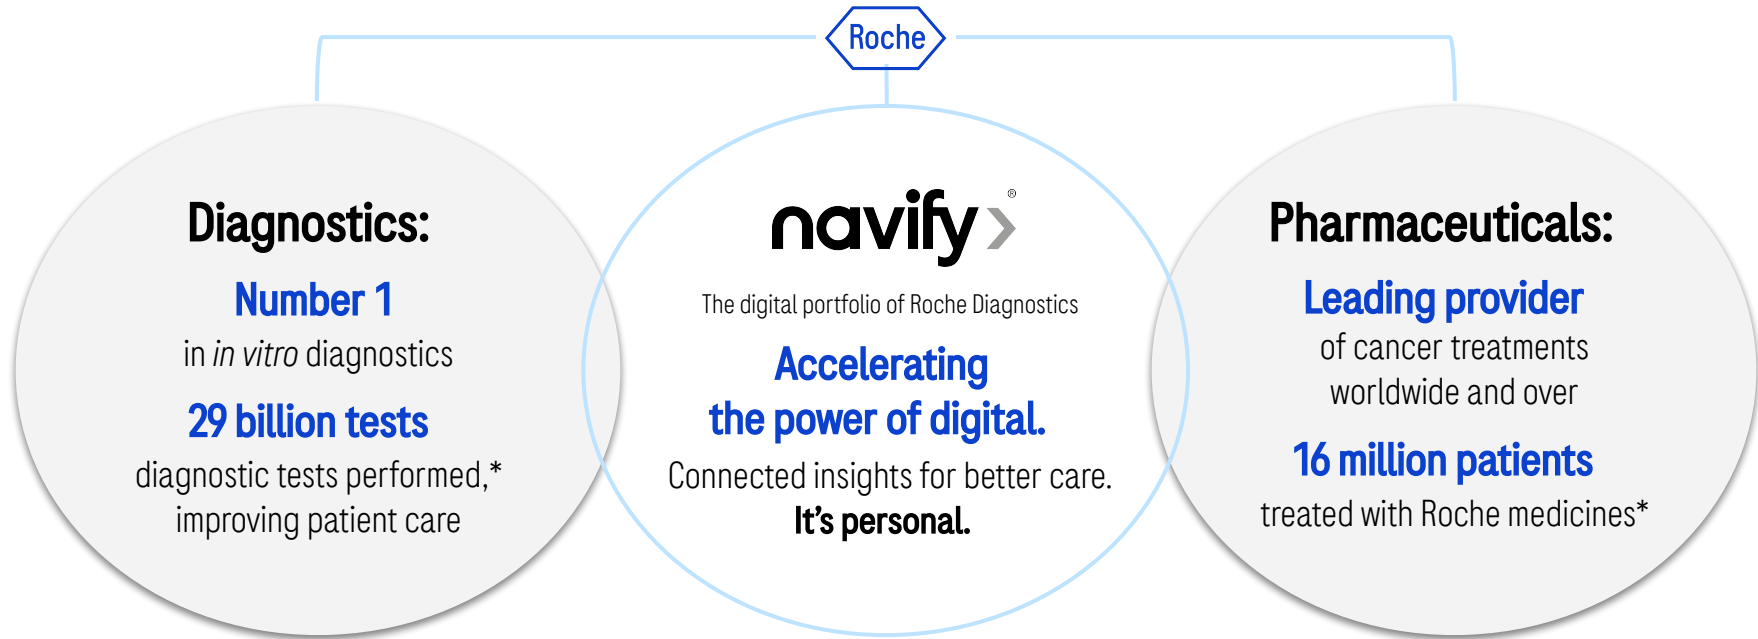 Roche
Diagnostics:
Number 1
in in vitro diagnostics
29 billion tests
diagnostic tests performed,*
improving patient care
navify®
The digital portfolio of Roche Diagnostics
Accelerating
the power of digital.
Connected insights for better care.
It's personal.
Pharmaceuticals:
Leading provider
of cancer treatments
worldwide and over
16 million patients
treated with Roche medicines*